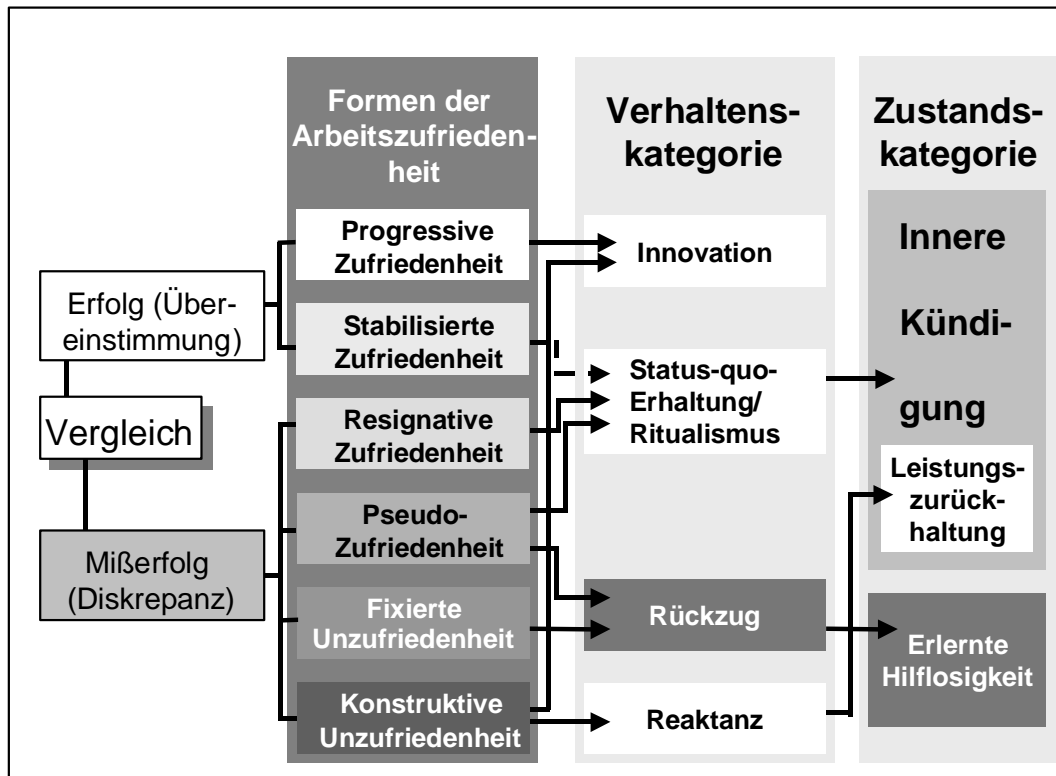 Formen der
Arbeitszufrieden-
heit
Verhaltens-
kategorie
Zustands-
kategorie
Erfolg (Über-
einstimmung)
Vergleich
Mißerfolg
(Diskrepanz)
Progressive
Zufriedenheit
Stabilisierte
Zufriedenheit
Resignative
Zufriedenheit
Pseudo-
Zufriedenheit
Fixierte
Unzufriedenheit
Konstruktive
Unzufriedenheit
Innovation
Status-quo-
Erhaltung/
Ritualismus
Rückzug
Reaktanz
Innere
Kündi-
gung
Leistungs-
zurück-
haltung
Erlernte
Hilflosigkeit